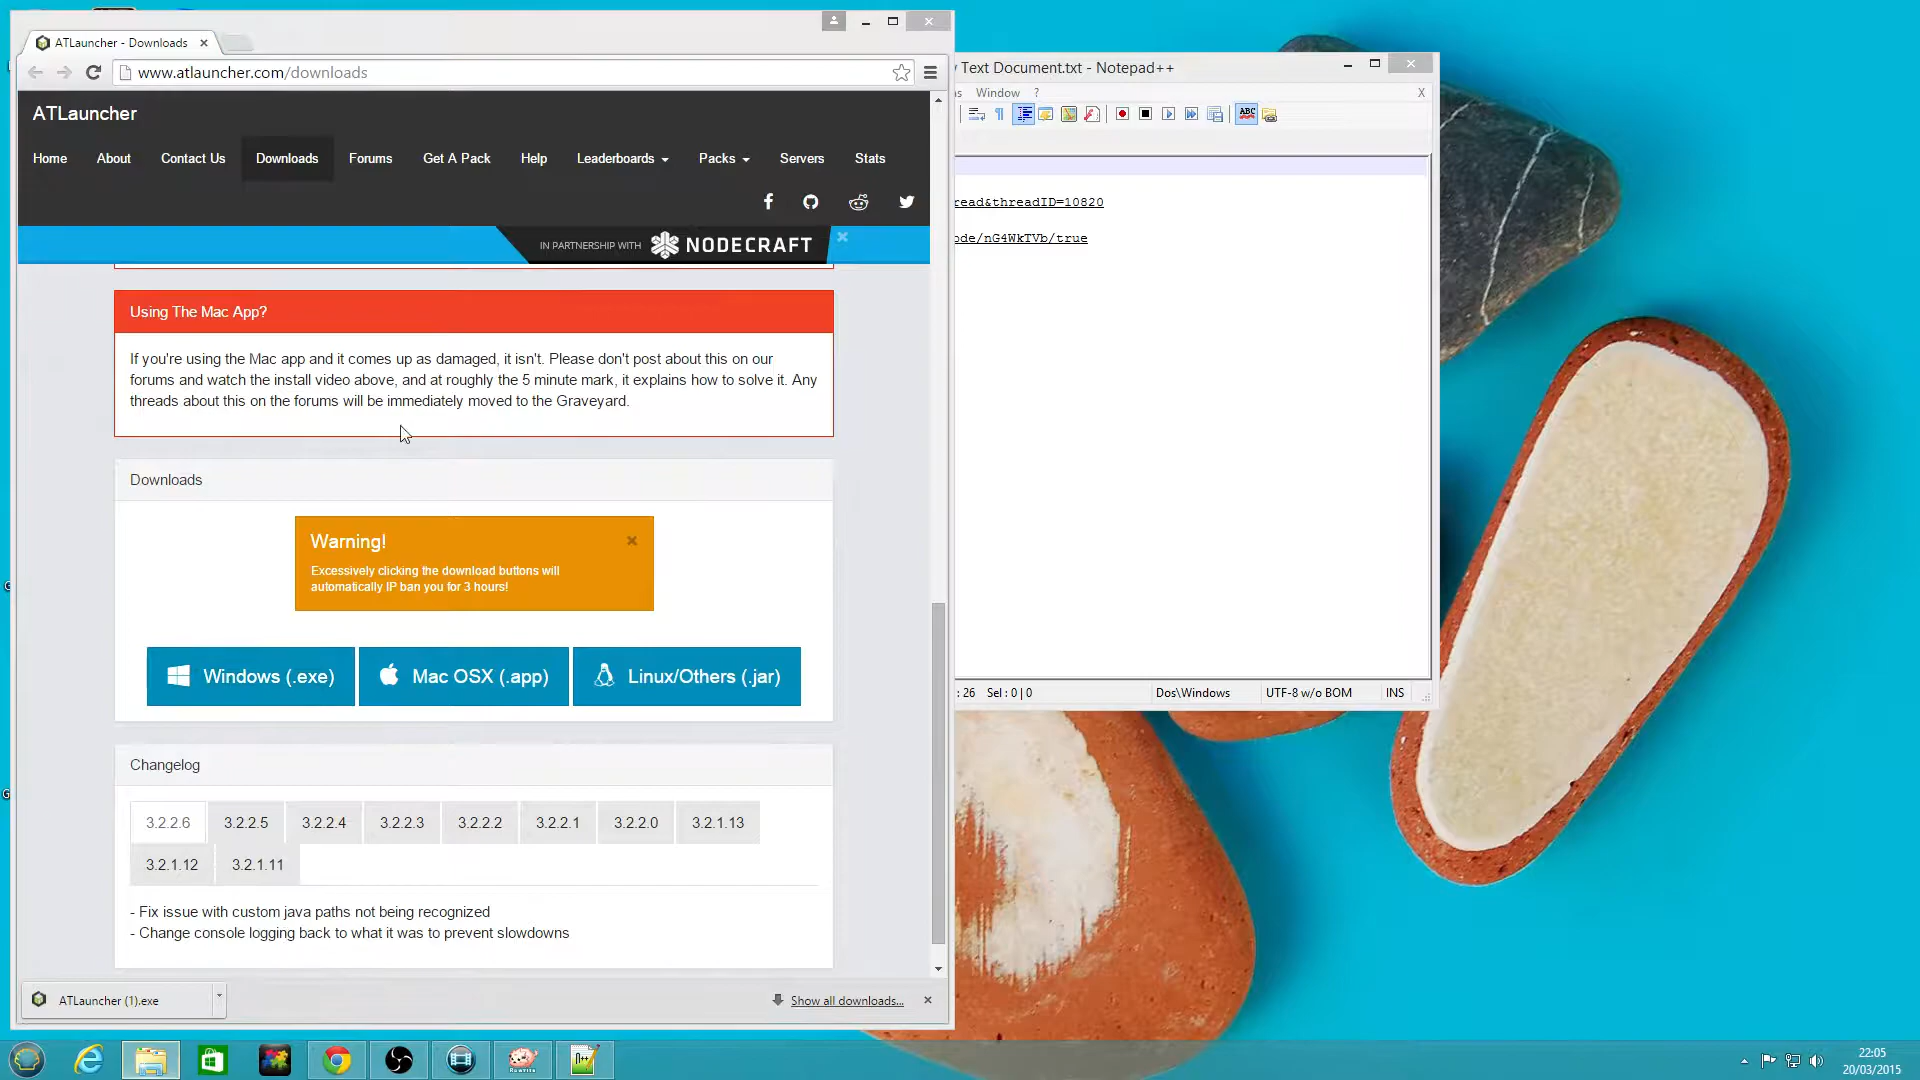 ATLauncher - Downloads
www.atlauncher.com/downloads
ATLauncher
Home About Contact Us Downloads Forums Get A Pack Help Leaderboards Packs Servers Stats
IN PARTNERSHIP WITH NODECRAFT
Using The Mac App?
If you're using the Mac app and it comes up as damaged, it isn't. Please don't post about this on our
forums and watch the install video above, and at roughly the 5 minute mark, it explains how to solve it. Any
threads about this on the forums will be immediately moved to the Graveyard.
Downloads
Warning!
Excessively clicking the download buttons will
automatically IP ban you for 3 hours!
Windows (.exe) Mac OSX (.app) Linux/Others (.jar)
Changelog
3.2.2.6 3.2.2.5 3.2.2.4 3.2.2.3 3.2.2.2 3.2.2.1 3.2.2.0 3.2.1.13
3.2.1.12 3.2.1.11
- Fix issue with custom java paths not being recognized
- Change console logging back to what it was to prevent slowdowns
ATLauncher (1).exe Show all downloads...
Text Document.txt - Notepad++
Window ? X
ABC
read&threadID=10820
ode/nG4WkTVb/true
: 26 Sel : 0 | 0 Dos\Windows UTF-8 w/o BOM INS
22:05
20/03/2015